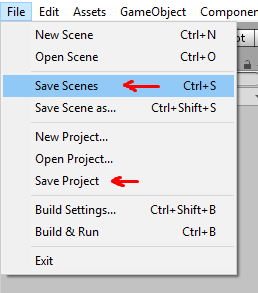 File Edit Assets GameObject Componen
New Scene Ctrl+N
Open Scene Ctrl+O
Save Scenes Ctrl+S
Save Scene as... Ctrl+Shift+S
New Project...
Open Project...
Save Project
Build Settings... Ctrl+Shift+B
Build & Run Ctrl+B
Exit